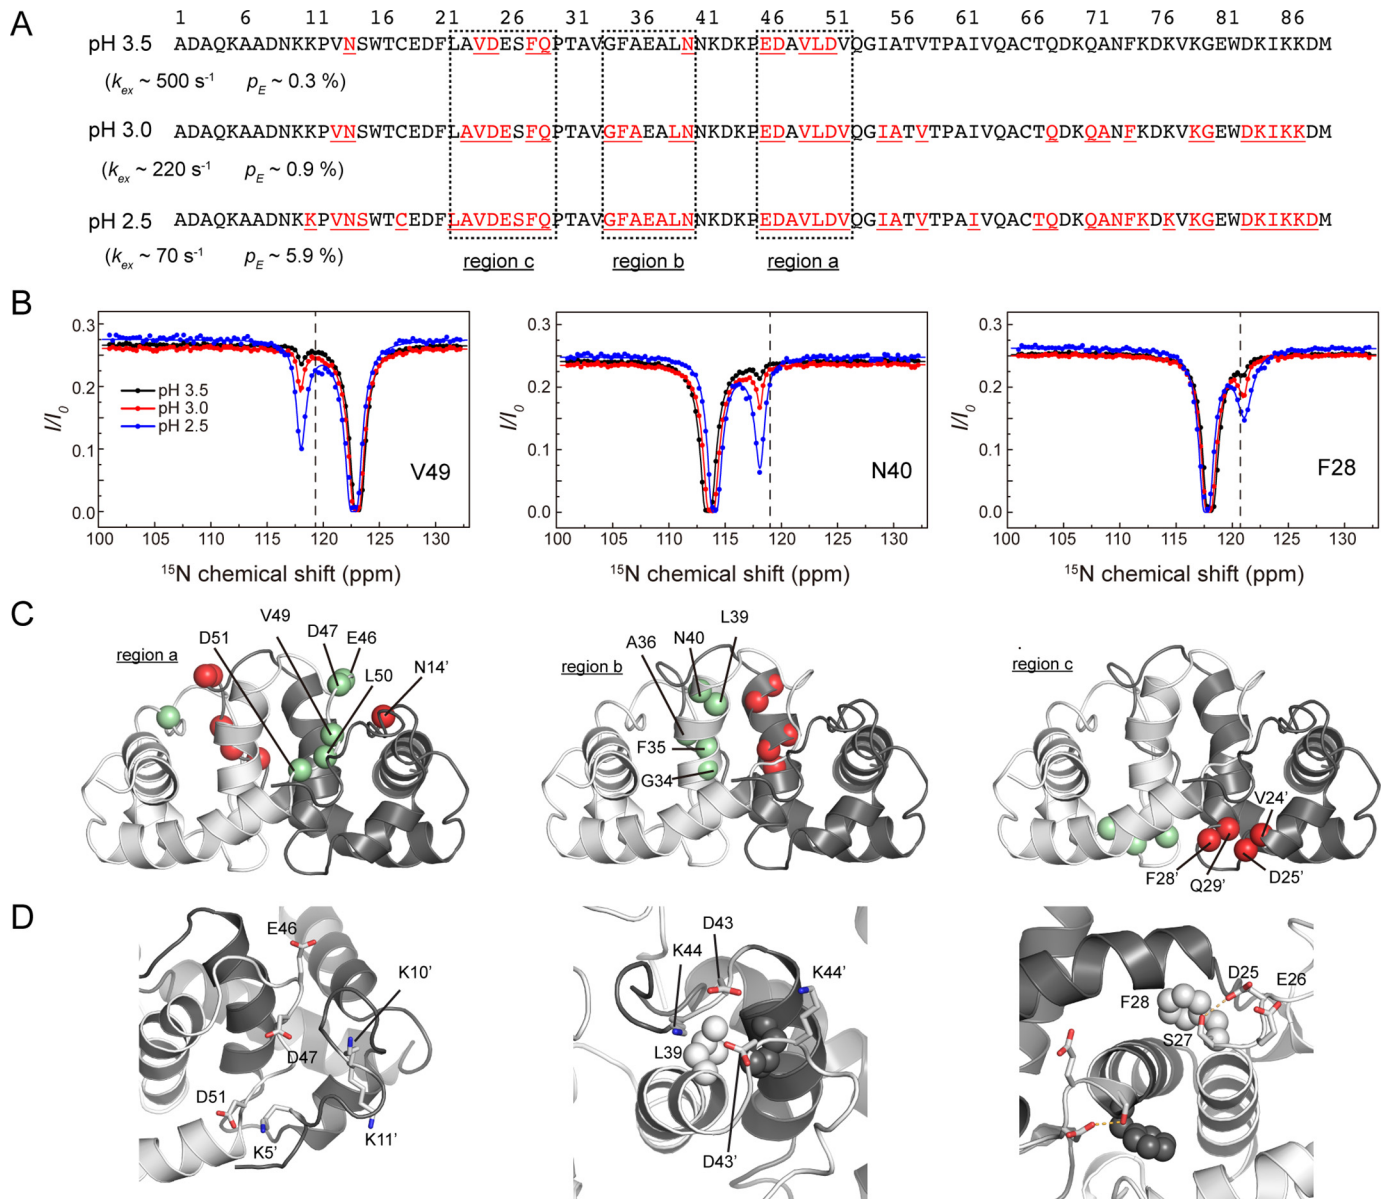 A
1 6 11 16 21 26 31 36 41 46 51 56 61 66 71 76 81 86
pH 3.5 ADAQKAADNKKPVNSWTCEDFLAVDESFQPTAVGFAEALNNKDKPEDAVLDVQGIATVTPAIVQACTQDKQANFKDKVKGEWDKIKKDM
(kex ~ 500 s-1 pE ~ 0.3 %)
pH 3.0 ADAQKAADNKKPVNSWTCEDFLAVDESFQPTAVGFAEALNNKDKPEDAVLDVQGIATVTPAIVQACTQDKQANFKDKVKGEWDKIKKDM
(kex ~ 220 s-1 pE ~ 0.9 %)
pH 2.5 ADAQKAADNKKPVNSWTCEDFLAVDESFQPTAVGFAEALNNKDKPEDAVLDVQGIATVTPAIVQACTQDKQANFKDKVKGEWDKIKKDM
(kex ~ 70 s-1 pE ~ 5.9 %)
region c region b region a
B
I/I0
0.3
0.2
0.1
0.0
pH 3.5
pH 3.0
pH 2.5
V49
100 105 110 115 120 125 130
15N chemical shift (ppm)
I/I0
0.3
0.2
0.1
0.0
N40
100 105 110 115 120 125 130
15N chemical shift (ppm)
I/I0
0.3
0.2
0.1
0.0
F28
100 105 110 115 120 125 130
15N chemical shift (ppm)
C
region a
D51
V49
D47
E46
L50
N14'
region b
A36
N40
L39
F35
G34
region c
V24'
F28'
Q29'
D25'
D
E46
K10'
D47
D51
K5'
K11'
D43
K44
K44'
L39
D43'
D25
E26
F28
S27